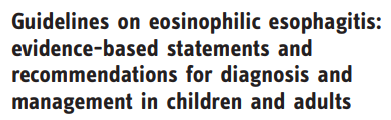 Guidelines on eosinophilic esophagitis:
evidence-based statements and
recommendations for diagnosis and
management in children and adults